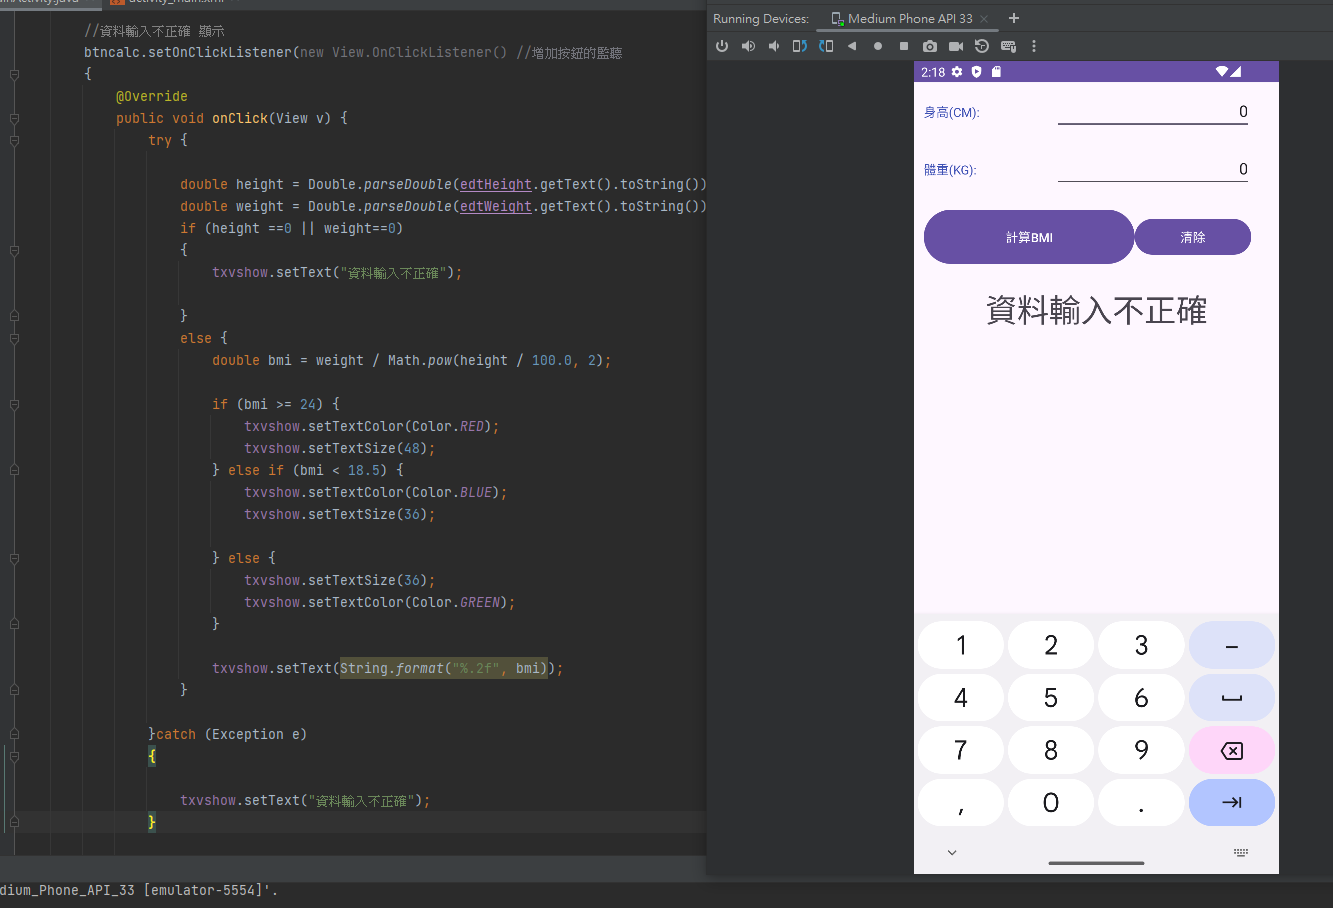 //資料輸入不正確 顯示
btncalc.setOnClickListener(new View.OnClickListener() //增加按鈕的監聽
{
@Override
public void onClick(View v) {
try {
double height = Double.parseDouble(edtHeight.getText().toString())
double weight = Double.parseDouble(edtWeight.getText().toString())
if (height ==0 || weight==0)
{
txvshow.setText("資料輸入不正確");
}
else {
double bmi = weight / Math.pow(height / 100.0, 2);
if (bmi >= 24) {
txvshow.setTextColor(Color.RED);
txvshow.setTextSize(48);
} else if (bmi < 18.5) {
txvshow.setTextColor(Color.BLUE);
txvshow.setTextSize(36);
} else {
txvshow.setTextSize(36);
txvshow.setTextColor(Color.GREEN);
}
txvshow.setText(String.format("%.2f", bmi));
}
}catch (Exception e)
{
txvshow.setText("資料輸入不正確");
}
dium_Phone_API_33 [emulator-5554]'.
Running Devices: Medium Phone API 33
2:18
身高(CM): 0
體重(KG): 0
計算BMI 清除
資料輸入不正確
1 2 3 –
4 5 6
7 8 9
, 0 .